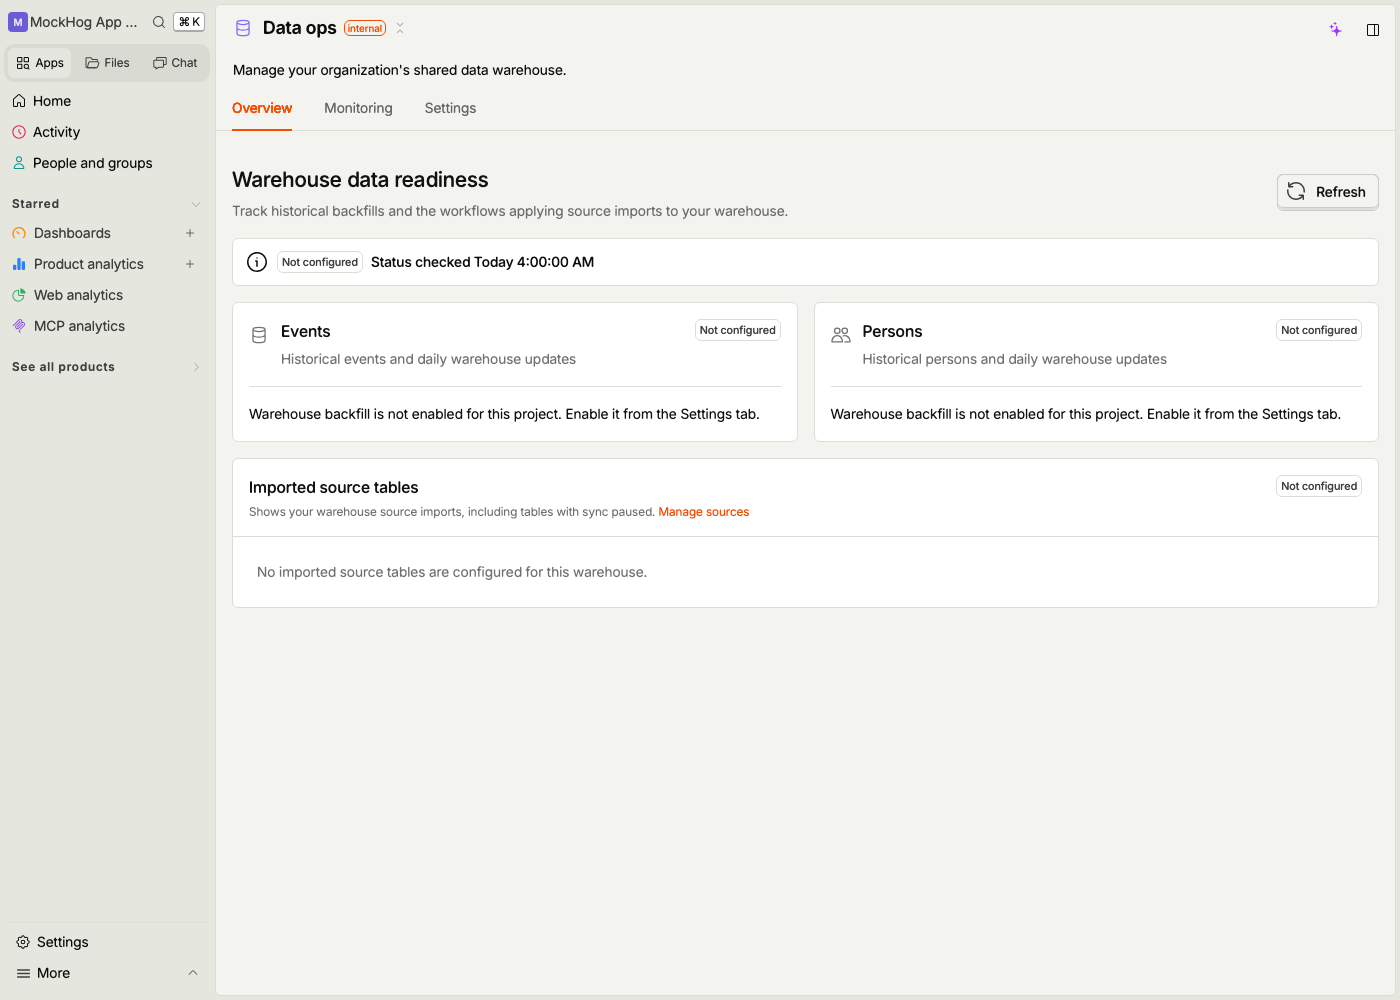 M MockHog App ... ⌘ K
Apps Files Chat
Home
Activity
People and groups
Starred
Dashboards
Product analytics
Web analytics
MCP analytics
See all products
Settings
More
Data ops internal
Manage your organization's shared data warehouse.
Overview Monitoring Settings
Warehouse data readiness
Track historical backfills and the workflows applying source imports to your warehouse.
Refresh
Not configured Status checked Today 4:00:00 AM
Events Not configured
Historical events and daily warehouse updates
Warehouse backfill is not enabled for this project. Enable it from the Settings tab.
Persons Not configured
Historical persons and daily warehouse updates
Warehouse backfill is not enabled for this project. Enable it from the Settings tab.
Imported source tables Not configured
Shows your warehouse source imports, including tables with sync paused. Manage sources
No imported source tables are configured for this warehouse.